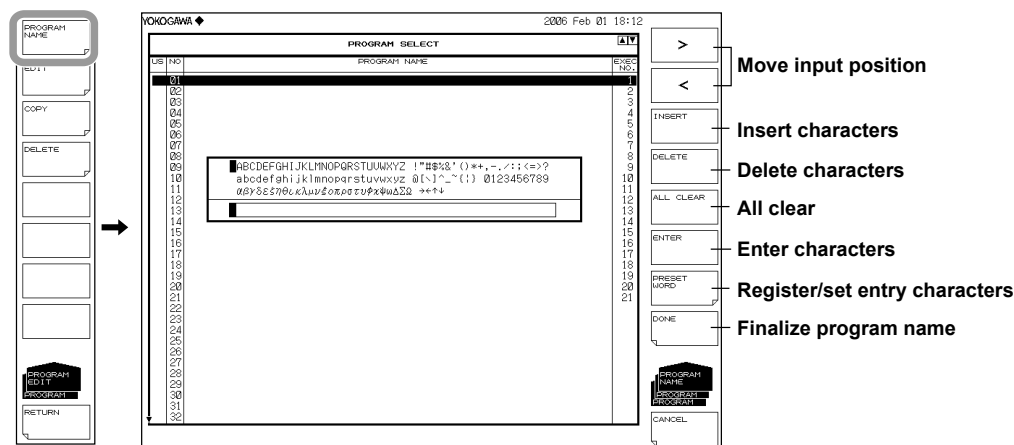 PROGRAM
NAME
EDIT
COPY
DELETE
PROGRAM
EDIT
PROGRAM
RETURN
YOKOGAWA ◆
2006 Feb 01 18:12
PROGRAM SELECT
US NO PROGRAM NAME EXEC
NO.
01 1
02 2
03 3
04 4
05 5
06 6
07 7
08 8
09 9
10 10
11 11
12 12
13 13
14 14
15 15
16 16
17 17
18 18
19 19
20 20
21 21
22
23
24
25
26
27
28
29
30
31
32
ABCDEFGHIJKLMNOPQRSTUVWXYZ !"#$%&'()*+,-./:;<=>?
abcdefghijklmnopqrstuvwxyz @[\]^_~{¦} 0123456789
αβγδεζηθικλμνξοπρστυφχψωΔΣΩ →←↑↓
>
<
Move input position
INSERT
Insert characters
DELETE
Delete characters
ALL CLEAR
All clear
ENTER
Enter characters
PRESET
WORD
Register/set entry characters
DONE
Finalize program name
PROGRAM
NAME
PROGRAM
PROGRAM
CANCEL